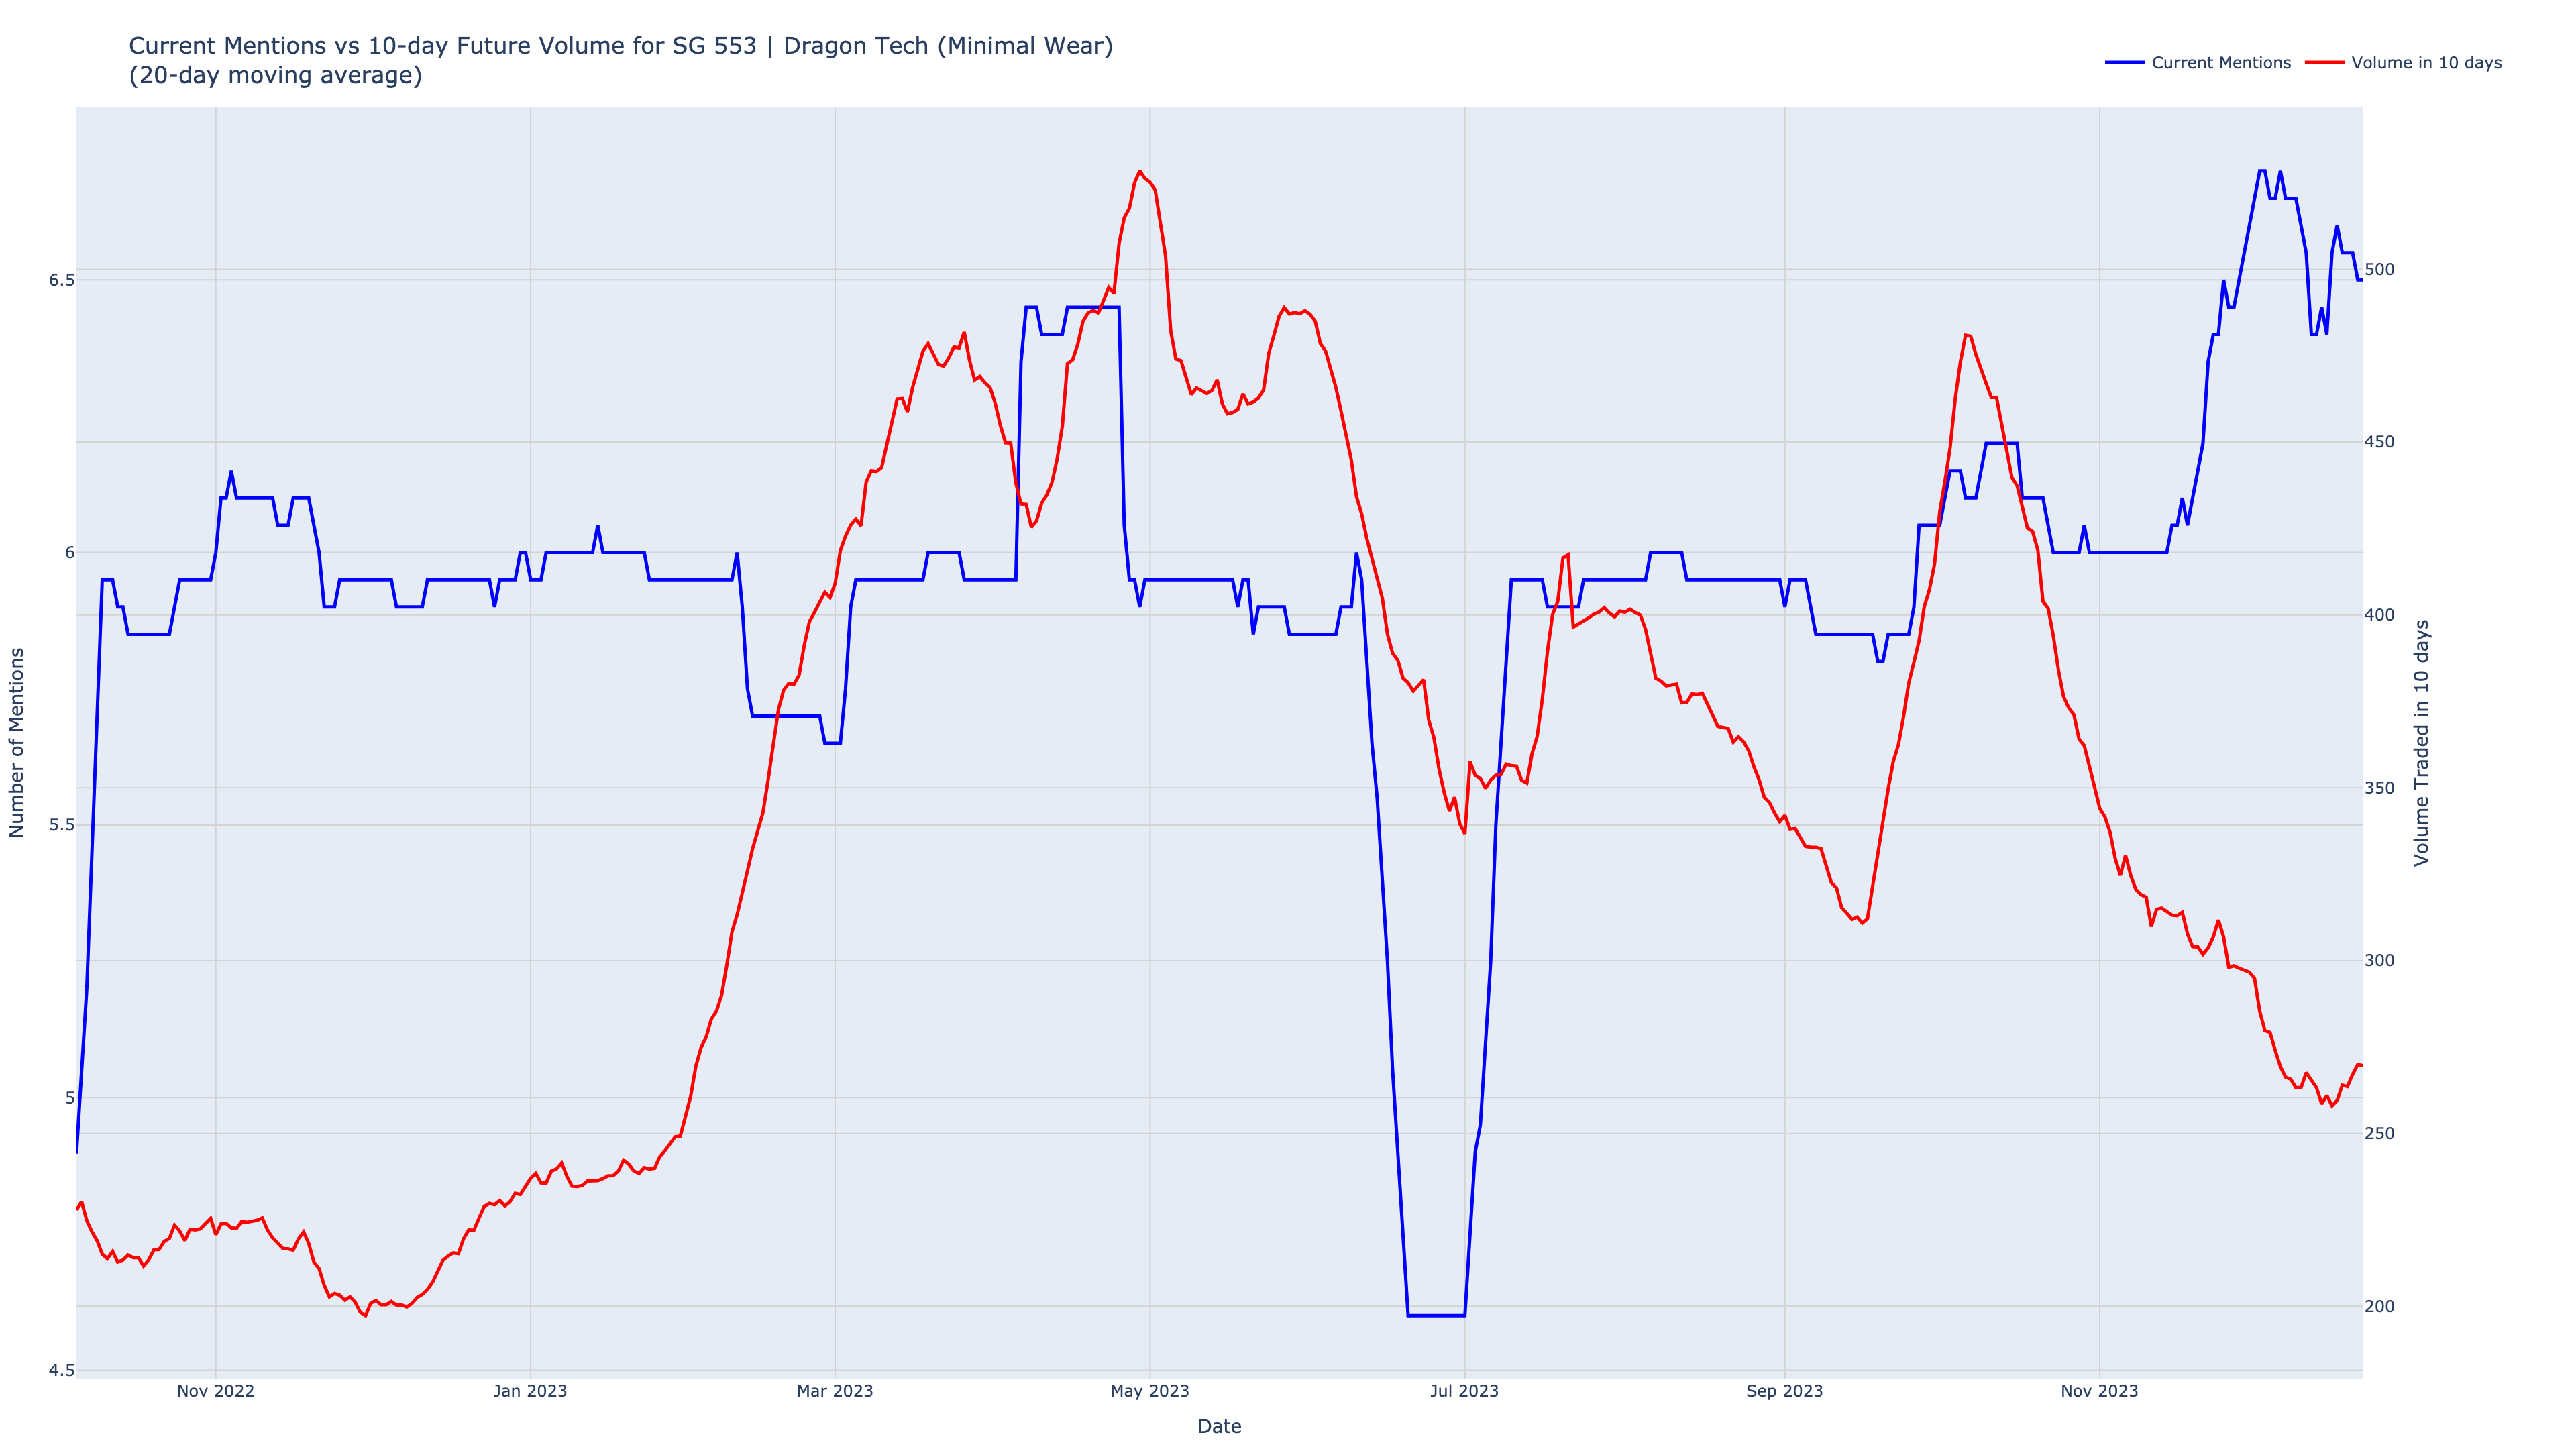 Current Mentions vs 10-day Future Volume for SG 553 | Dragon Tech (Minimal Wear)
(20-day moving average)
Current Mentions
Volume in 10 days
Number of Mentions
6.5
6
5.5
5
4.5
500
450
400
350
300
250
200
Volume Traded in 10 days
Nov 2022
Jan 2023
Mar 2023
May 2023
Jul 2023
Sep 2023
Nov 2023
Date